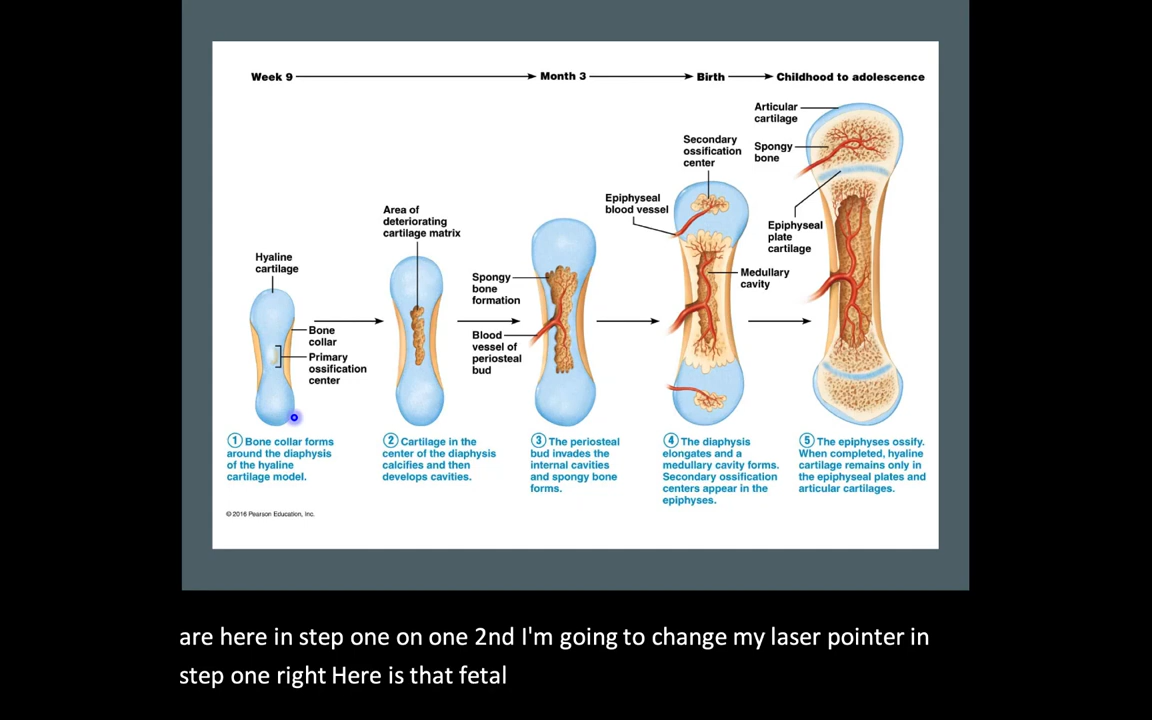 Week 9
Month 3
Birth
Childhood to adolescence
Articular
cartilage
Secondary
ossification
center
Spongy
bone
Epiphyseal
blood vessel
Area of
deteriorating
cartilage matrix
Epiphyseal
plate
cartilage
Hyaline
cartilage
Spongy
bone
formation
Medullary
cavity
Bone
collar
Primary
ossification
center
Blood
vessel of
periosteal
bud
1 Bone collar forms
around the diaphysis
of the hyaline
cartilage model.
2 Cartilage in the
center of the diaphysis
calcifies and then
develops cavities.
3 The periosteal
bud invades the
internal cavities
and spongy bone
forms.
4 The diaphysis
elongates and a
medullary cavity forms.
Secondary ossification
centers appear in the
epiphyses.
5 The epiphyses ossify.
When completed, hyaline
cartilage remains only in
the epiphyseal plates and
articular cartilages.
© 2016 Pearson Education, Inc.
are here in step one on one 2nd I'm going to change my laser pointer in
step one right Here is that fetal